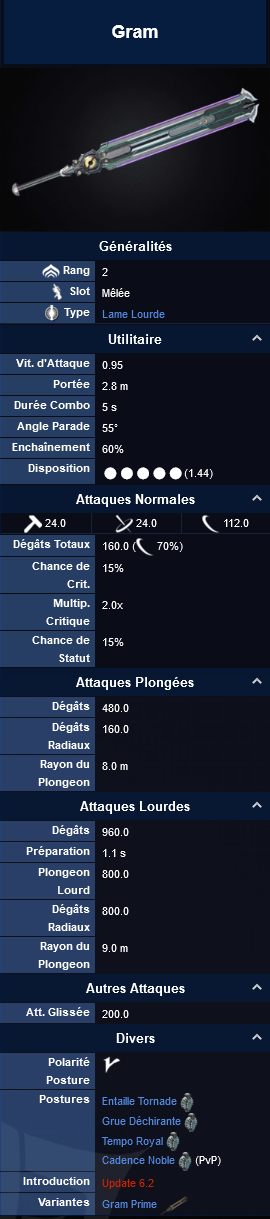 Gram
Généralités
Rang 2
Slot Mêlée
Type Lame Lourde
Utilitaire
Vit. d'Attaque 0.95
Portée 2.8 m
Durée Combo 5 s
Angle Parade 55°
Enchaînement 60%
Disposition (1.44)
Attaques Normales
24.0 24.0 112.0
Dégâts Totaux 160.0 ( 70%)
Chance de Crit. 15%
Multip. Critique 2.0x
Chance de Statut 15%
Attaques Plongées
Dégâts 480.0
Dégâts Radiaux 160.0
Rayon du Plongeon 8.0 m
Attaques Lourdes
Dégâts 960.0
Préparation 1.1 s
Plongeon Lourd 800.0
Dégâts Radiaux 800.0
Rayon du Plongeon 9.0 m
Autres Attaques
Att. Glissée 200.0
Divers
Polarité Posture
Postures Entaille Tornade
Grue Déchirante
Tempo Royal
Cadence Noble (PvP)
Introduction Update 6.2
Variantes Gram Prime